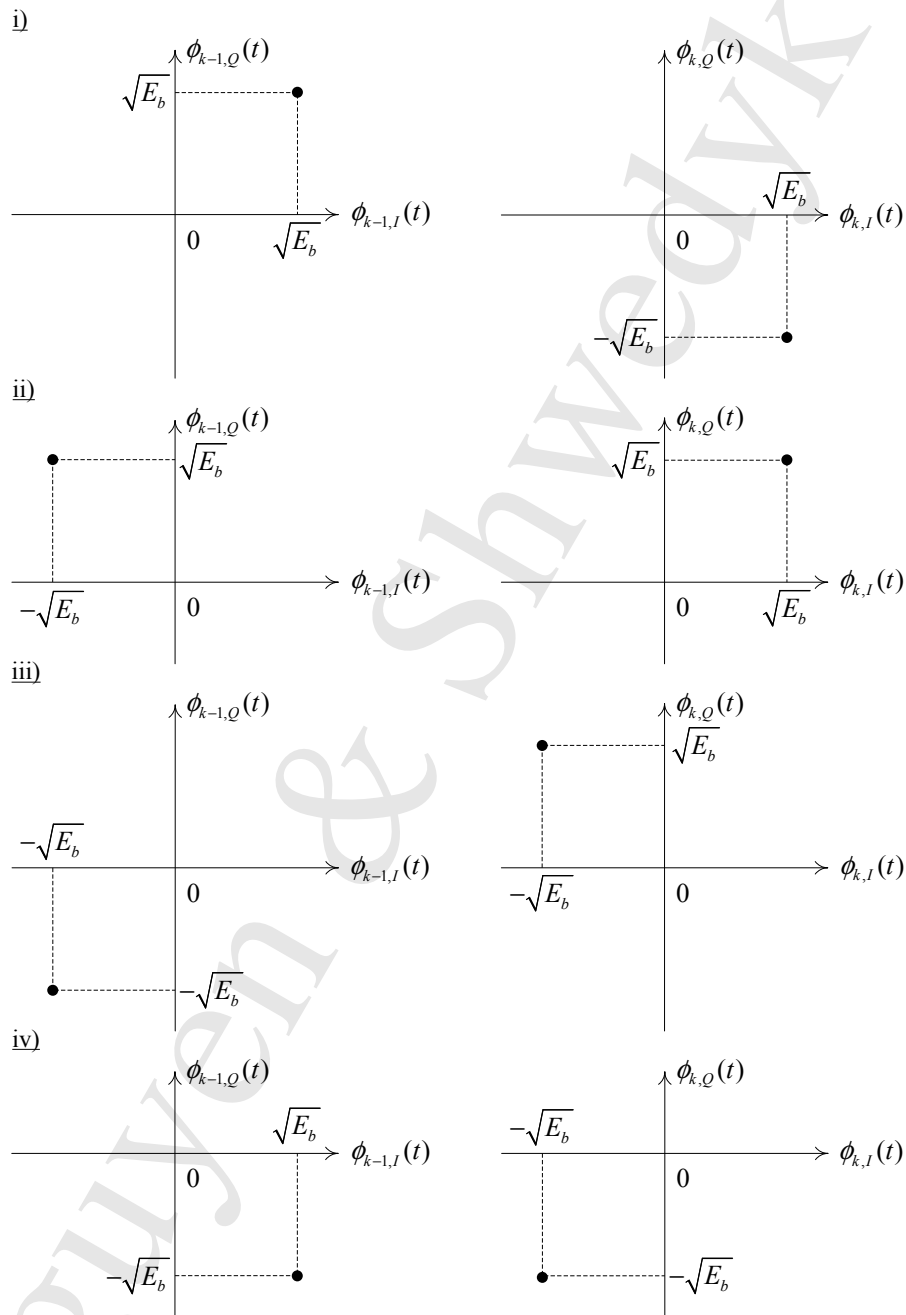 i)
ϕ_{k−1,Q}(t) ϕ_{k,Q}(t)
√E_b
√E_b
ϕ_{k−1,I}(t) ϕ_{k,I}(t)
0 √E_b 0
−√E_b
ii)
ϕ_{k−1,Q}(t) ϕ_{k,Q}(t)
√E_b √E_b
ϕ_{k−1,I}(t) ϕ_{k,I}(t)
−√E_b 0 0 √E_b
iii)
ϕ_{k−1,Q}(t) ϕ_{k,Q}(t)
√E_b
−√E_b
ϕ_{k−1,I}(t) ϕ_{k,I}(t)
0 −√E_b 0
−√E_b
iv)
ϕ_{k−1,Q}(t) ϕ_{k,Q}(t)
√E_b −√E_b
ϕ_{k−1,I}(t) ϕ_{k,I}(t)
0 0
−√E_b −√E_b
uyen & Shwedyk